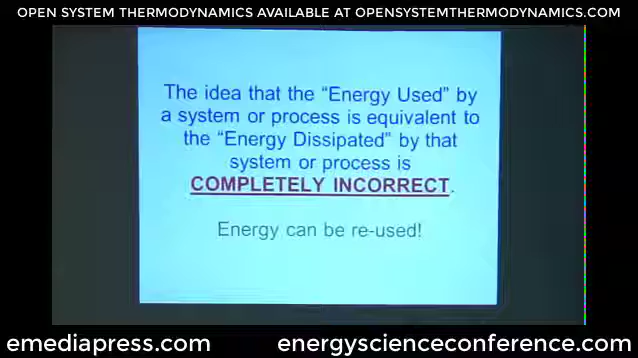 OPEN SYSTEM THERMODYNAMICS AVAILABLE AT OPENSYSTEMTHERMODYNAMICS.COM
The idea that the “Energy Used” by
a system or process is equivalent to
the “Energy Dissipated” by that
system or process is
COMPLETELY INCORRECT.
Energy can be re-used!
emediapress.com energyscienceconference.com